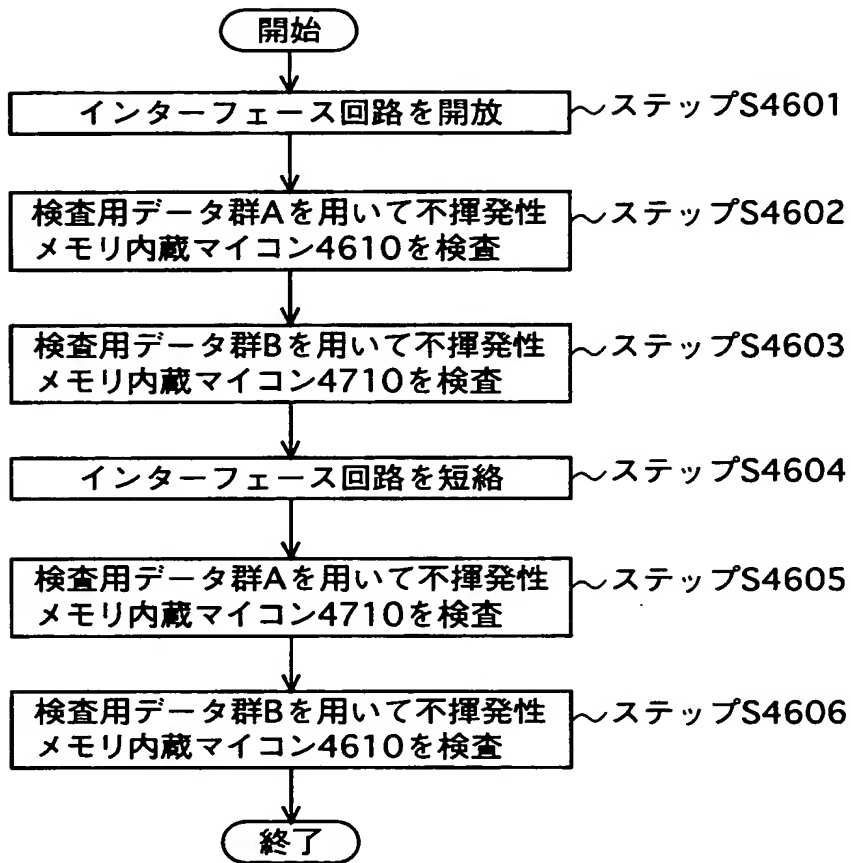 開始
インターフェース回路を開放
～ステップS4601
検査用データ群Aを用いて不揮発性
メモリ内蔵マイコン4610を検査
～ステップS4602
検査用データ群Bを用いて不揮発性
メモリ内蔵マイコン4710を検査
～ステップS4603
インターフェース回路を短絡
～ステップS4604
検査用データ群Aを用いて不揮発性
メモリ内蔵マイコン4710を検査
～ステップS4605
検査用データ群Bを用いて不揮発性
メモリ内蔵マイコン4610を検査
～ステップS4606
終了